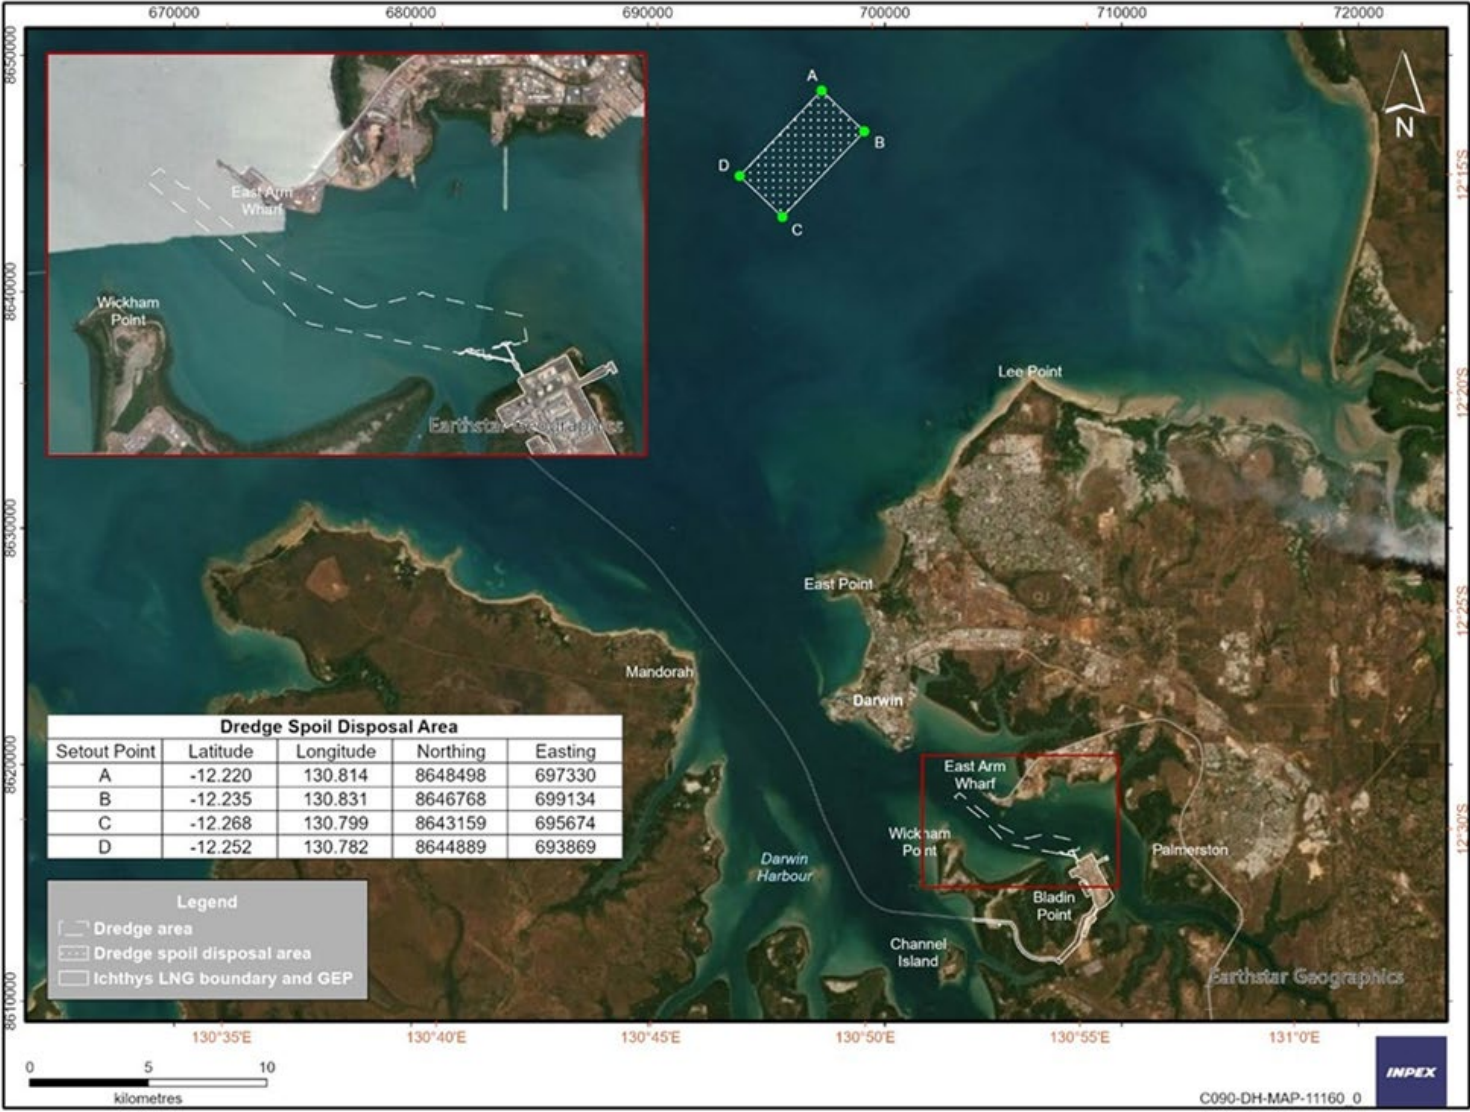 670000 680000 690000 700000 710000 720000
8650000
8640000
8630000
8620000
8610000
12°15'S
12°20'S
12°25'S
12°30'S
N
A
B
C
D
East Arm
Wharf
Wickham
Point
Earthstar Geographics
Lee Point
East Point
Mandorah
Darwin
East Arm
Wharf
Wickham
Point
Palmerston
Darwin
Harbour
Bladin
Point
Channel
Island
Earthstar Geographics
Dredge Spoil Disposal Area
Setout Point Latitude Longitude Northing Easting
A -12.220 130.814 8648498 697330
B -12.235 130.831 8646768 699134
C -12.268 130.799 8643159 695674
D -12.252 130.782 8644889 693869
Legend
Dredge area
Dredge spoil disposal area
Ichthys LNG boundary and GEP
130°35'E 130°40'E 130°45'E 130°50'E 130°55'E 131°0'E
0 5 10
kilometres
INPEX
C090-DH-MAP-11160_0